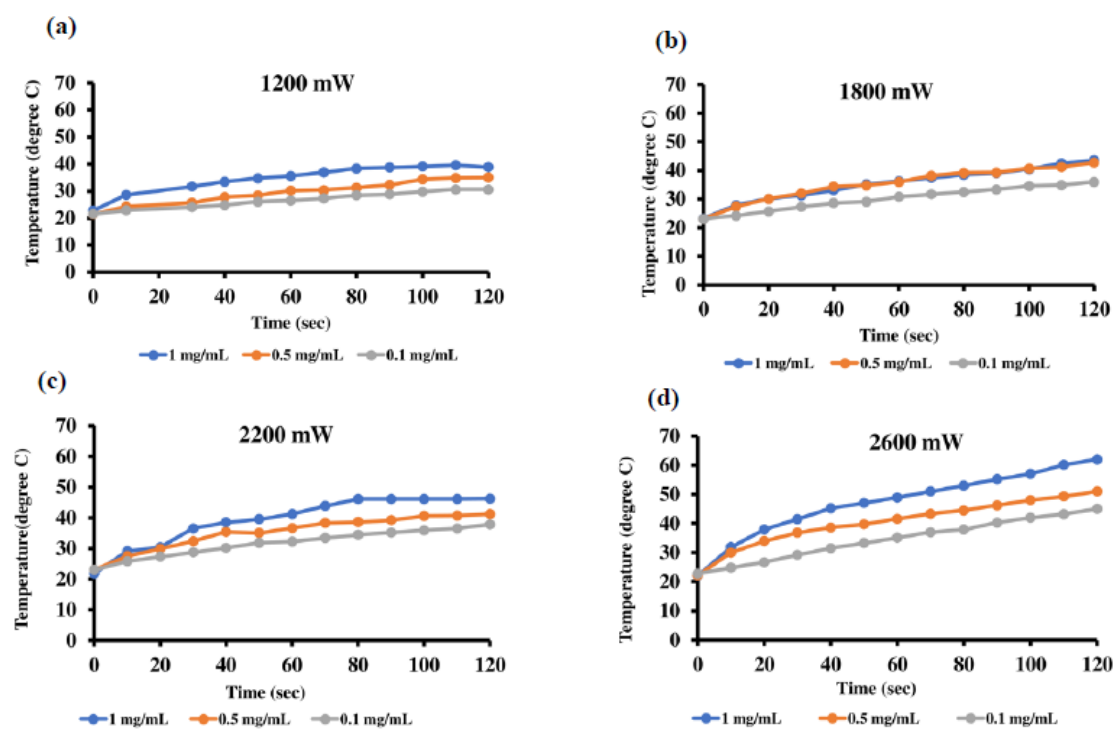 (a)
1200 mW
Temperature (degree C)
70
60
50
40
30
20
10
0
0 20 40 60 80 100 120
Time (sec)
1 mg/mL 0.5 mg/mL 0.1 mg/mL
(b)
1800 mW
Temperature (degree C)
70
60
50
40
30
20
10
0
0 20 40 60 80 100 120
Time (sec)
1 mg/mL 0.5 mg/mL 0.1 mg/mL
(c)
2200 mW
Temperature(degree C)
70
60
50
40
30
20
10
0
0 20 40 60 80 100 120
Time (sec)
1 mg/mL 0.5 mg/mL 0.1 mg/mL
(d)
2600 mW
Temperature (degree C)
70
60
50
40
30
20
10
0
0 20 40 60 80 100 120
Time (sec)
1 mg/mL 0.5 mg/mL 0.1 mg/mL